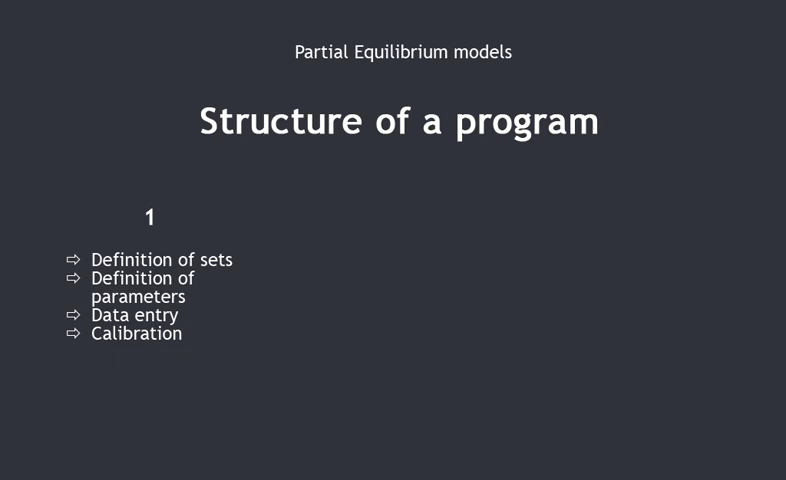 Partial Equilibrium models
Structure of a program
1
⇨ Definition of sets
⇨ Definition of
parameters
⇨ Data entry
⇨ Calibration